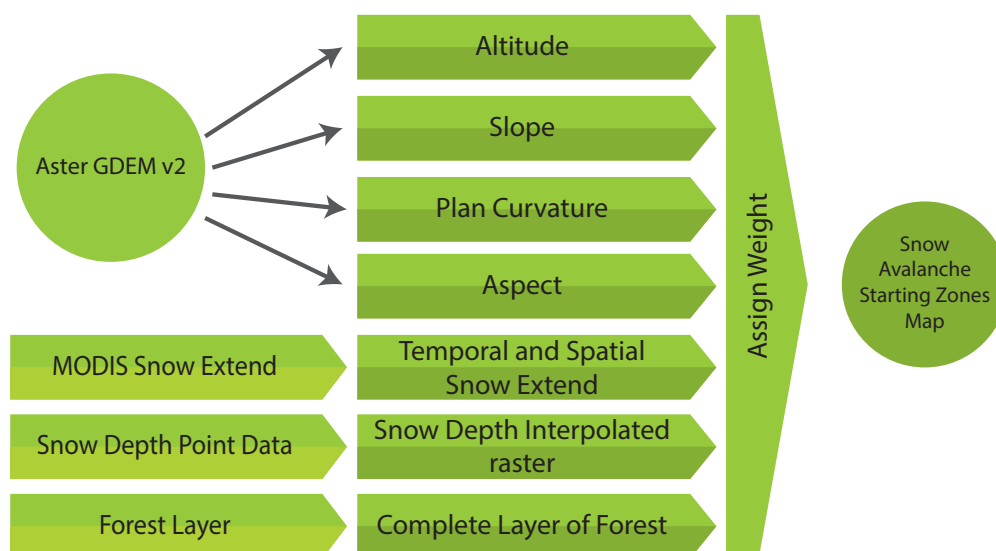 Aster GDEM v2
Altitude
Slope
Plan Curvature
Aspect
MODIS Snow Extend
Temporal and Spatial
Snow Extend
Snow Depth Point Data
Snow Depth Interpolated
raster
Forest Layer
Complete Layer of Forest
Assign Weight
Snow
Avalanche
Starting Zones
Map